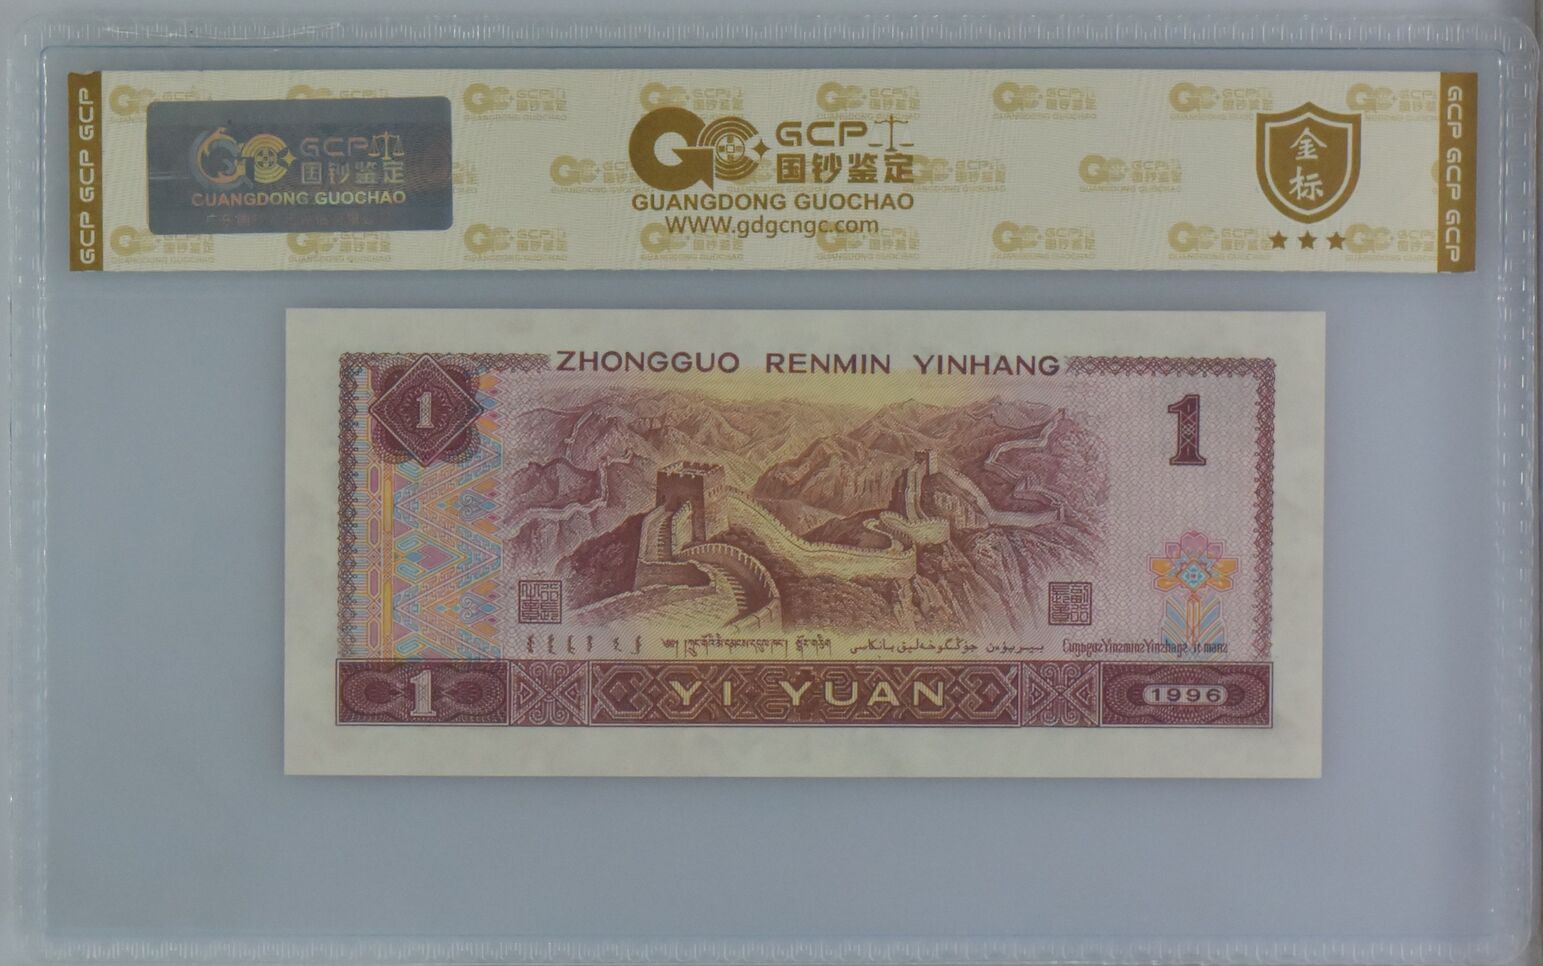 GCP GCP GCP
GCP
国钞鉴定
GUANGDONG GUOCHAO
GCP
国钞鉴定
GUANGDONG GUOCHAO
WWW.gdgcngc.com
金
标
GCP GCP GCP
ZHONGGUO RENMIN YINHANG
1
1
1
YI YUAN
1996